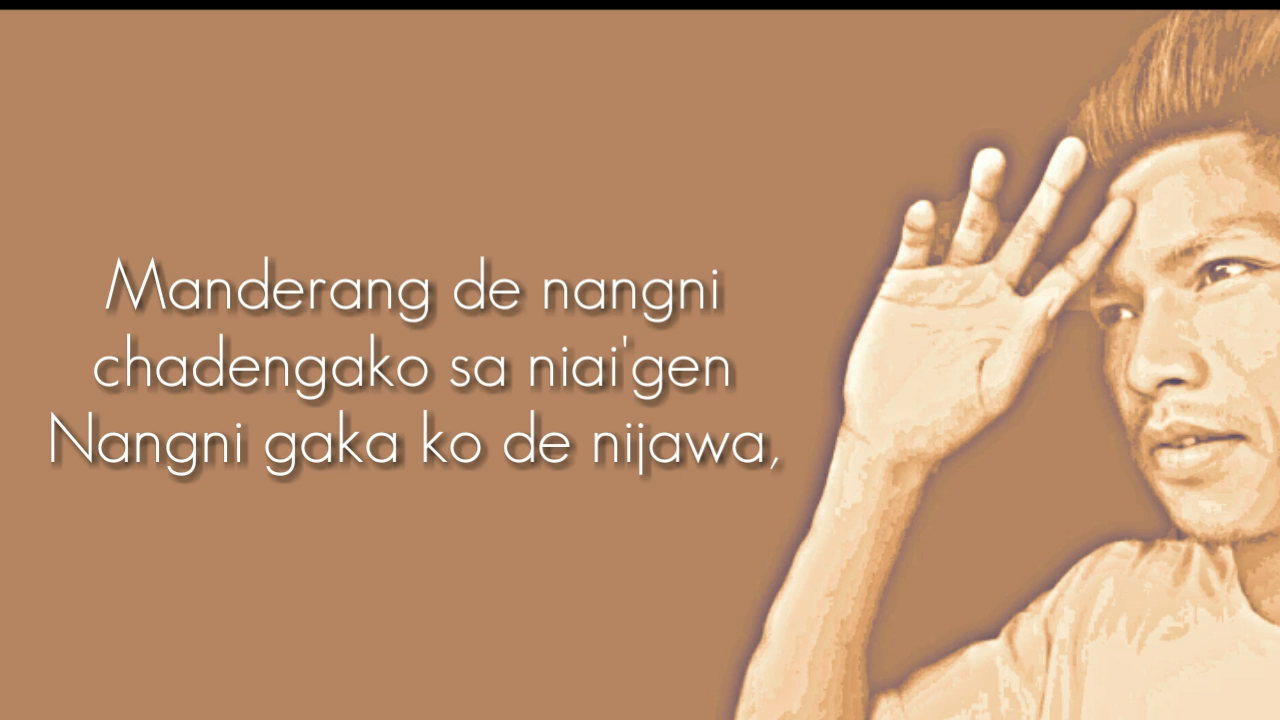 Manderang de nangni
chadengako sa niai'gen
Nangni gaka ko de nijawa,